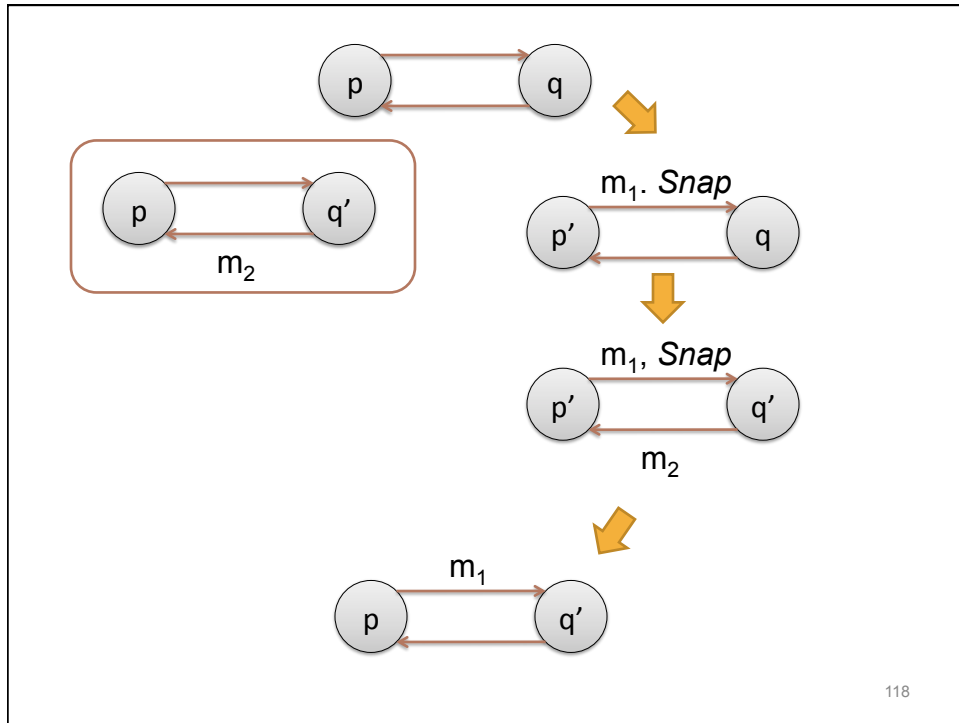 p q
p q’
m₂
m₁. Snap
p’ q
m₁, Snap
p’ q’
m₂
m₁
p q’
118